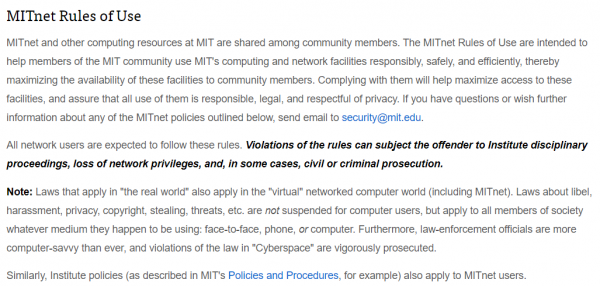 MITnet Rules of Use
MITnet and other computing resources at MIT are shared among community members. The MITnet Rules of Use are intended to
help members of the MIT community use MIT's computing and network facilities responsibly, safely, and efficiently, thereby
maximizing the availability of these facilities to community members. Complying with them will help maximize access to these
facilities, and assure that all use of them is responsible, legal, and respectful of privacy. If you have questions or wish further
information about any of the MITnet policies outlined below, send email to security@mit.edu.
All network users are expected to follow these rules. Violations of the rules can subject the offender to Institute disciplinary
proceedings, loss of network privileges, and, in some cases, civil or criminal prosecution.
Note: Laws that apply in "the real world" also apply in the "virtual" networked computer world (including MITnet). Laws about libel,
harassment, privacy, copyright, stealing, threats, etc. are not suspended for computer users, but apply to all members of society
whatever medium they happen to be using: face-to-face, phone, or computer. Furthermore, law-enforcement officials are more
computer-savvy than ever, and violations of the law in "Cyberspace" are vigorously prosecuted.
Similarly, Institute policies (as described in MIT's Policies and Procedures, for example) also apply to MITnet users.